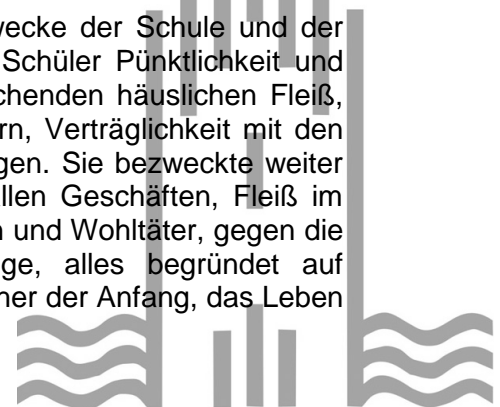 wecke der Schule und der
Schüler Pünktlichkeit und
chenden häuslichen Fleiß,
rn, Verträglichkeit mit den
gen. Sie bezweckte weiter
llen Geschäften, Fleiß im
n und Wohltäter, gegen die
ge, alles begründet auf
ner der Anfang, das Leben